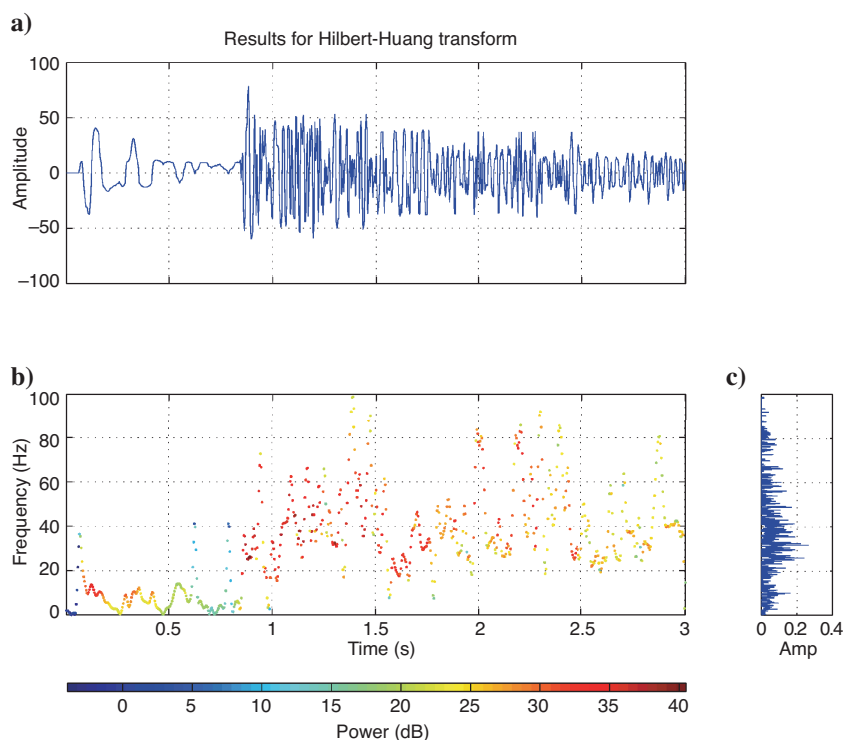 a)
Results for Hilbert-Huang transform
100
50
0
−50
−100
Amplitude
b)
100
80
60
40
20
0
Frequency (Hz)
0.5 1 1.5 2 2.5 3
Time (s)
c)
0 0.2 0.4
Amp
0 5 10 15 20 25 30 35 40
Power (dB)